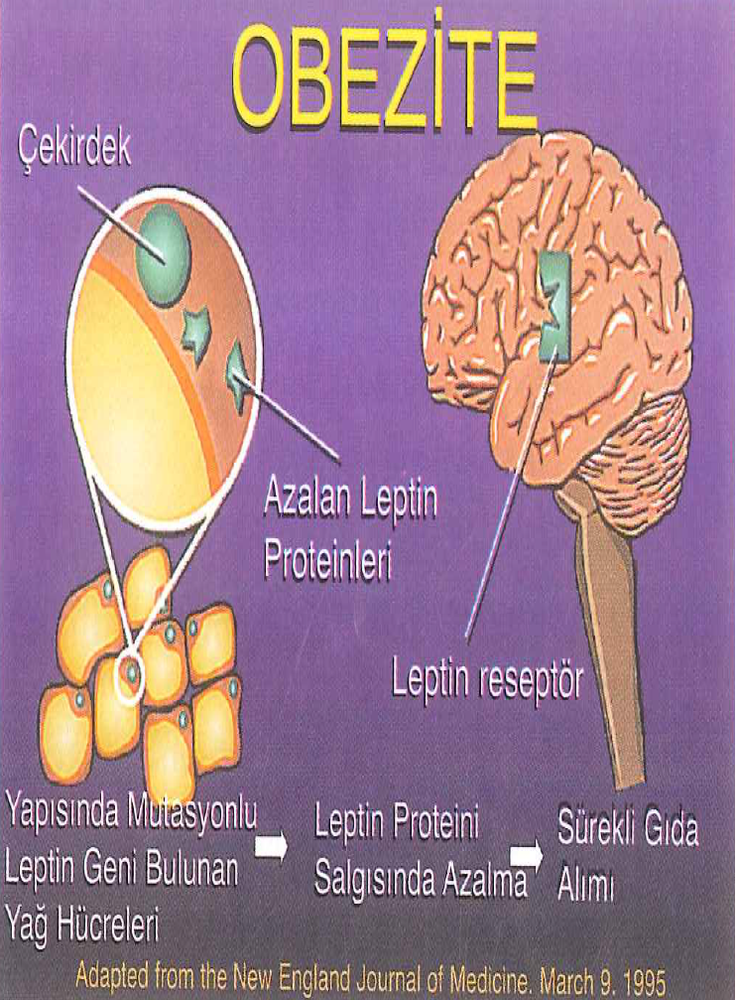 OBEZİTE
Çekirdek
Azalan Leptin
Proteinleri
Leptin reseptör
Yapısında Mutasyonlu
Leptin Geni Bulunan
Yağ Hücreleri
Leptin Proteini
Salgısında Azalma
Sürekli Gıda
Alımı
Adapted from the New England Journal of Medicine. March 9, 1995